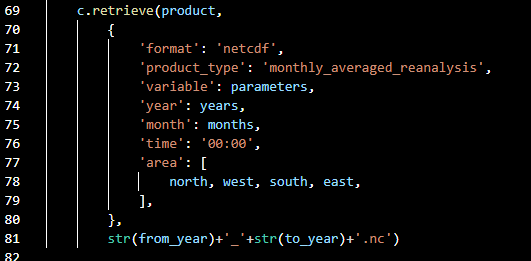 69 c.retrieve(product,
70 {
71 'format': 'netcdf',
72 'product_type': 'monthly_averaged_reanalysis',
73 'variable': parameters,
74 'year': years,
75 'month': months,
76 'time': '00:00',
77 'area': [
78 north, west, south, east,
79 ],
80 },
81 str(from_year)+'_'+str(to_year)+'.nc')
82